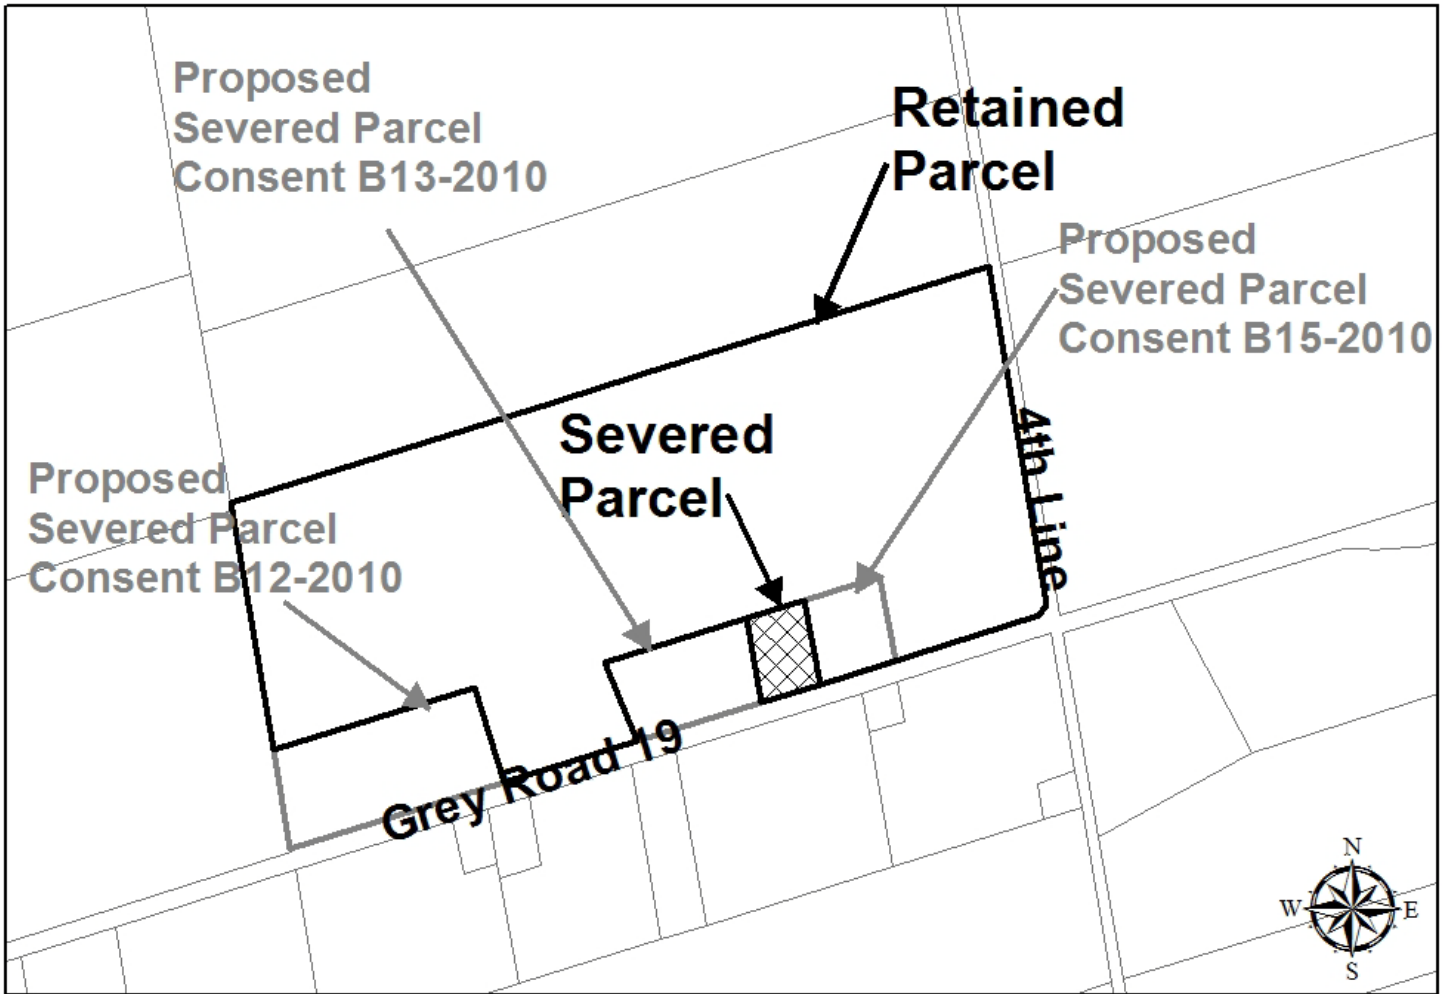 Proposed
Severed Parcel
Consent B13-2010
Retained
Parcel
Proposed
Severed Parcel
Consent B15-2010
Severed
Parcel
4th Line
Proposed
Severed Parcel
Consent B12-2010
Grey Road 19
N
W E
S